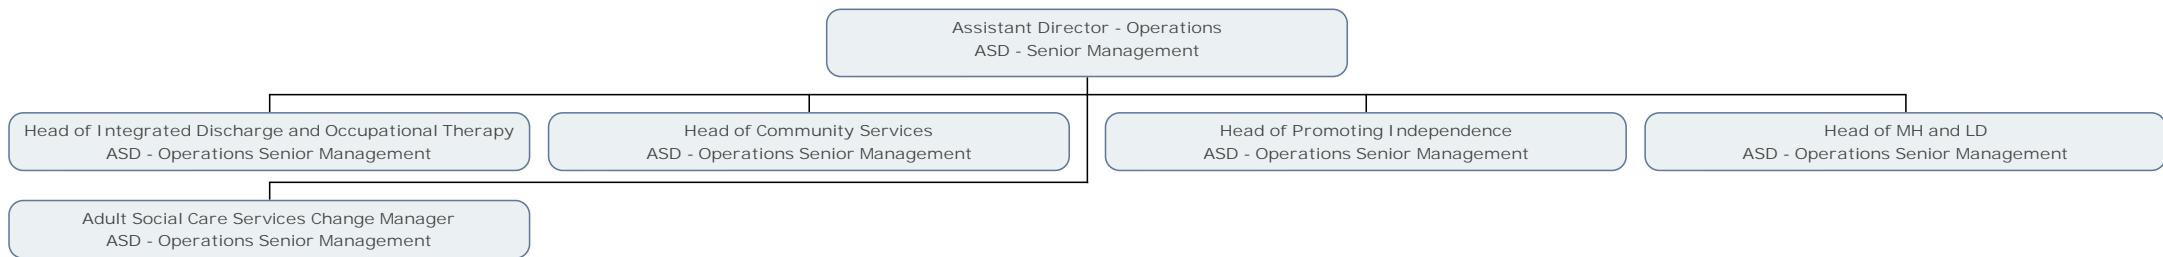 Assistant Director - Operations
ASD - Senior Management
Head of Integrated Discharge and Occupational Therapy
ASD - Operations Senior Management
Head of Community Services
ASD - Operations Senior Management
Head of Promoting Independence
ASD - Operations Senior Management
Head of MH and LD
ASD - Operations Senior Management
Adult Social Care Services Change Manager
ASD - Operations Senior Management